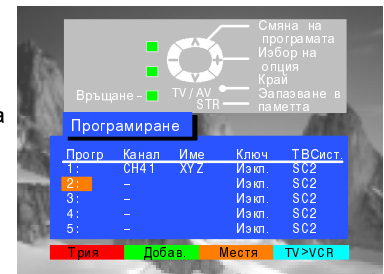 Смяна на
програмата
Избор на
опция
Край
Връщане – TV / AV
Запазване в
STR
паметта
а
Програмиране
Прогр Канал Име Ключ ТВСист.
1: CH41 XYZ Изкл. SC2
2: – Изкл. SC2
3: – Изкл. SC2
4: – Изкл. SC2
5: – Изкл. SC2
Трия Добав. Местя TV>VCR